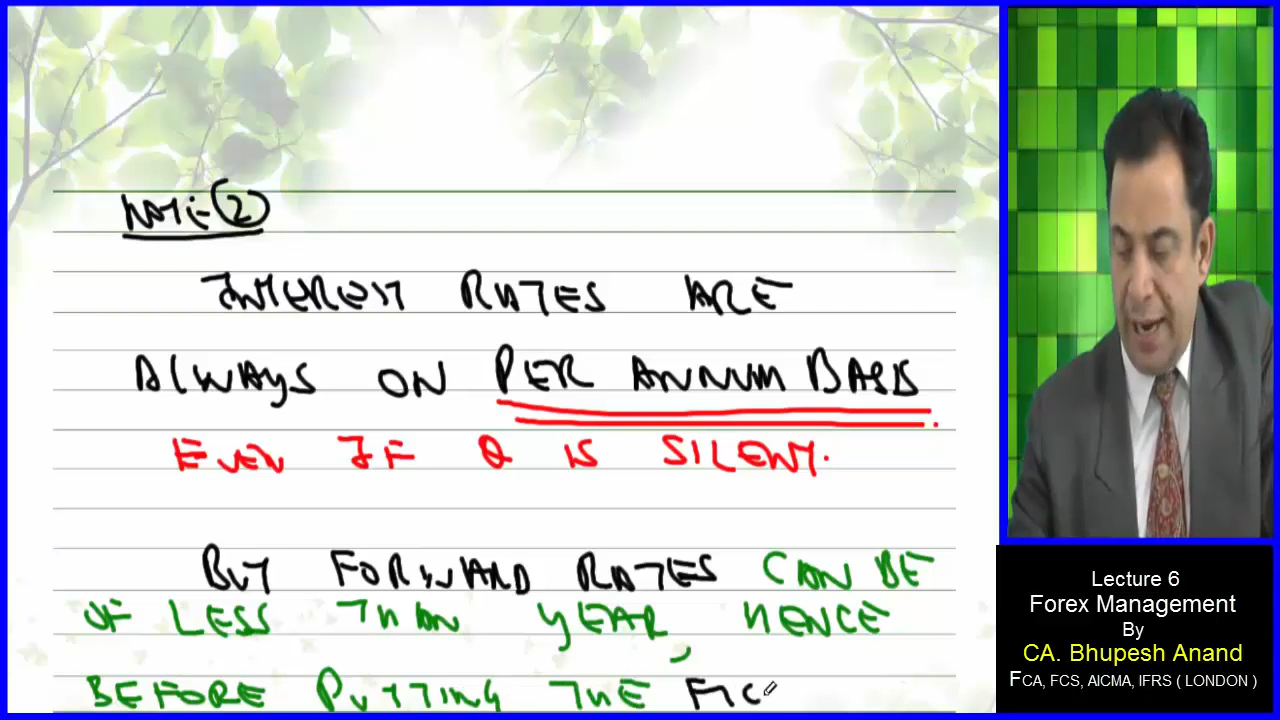 NOTE-(2)
INTEREST RATES ARE
ALWAYS ON PER ANNUM BASIS.
EVEN IF Q IS SILENT.
BUT FORWARD RATES CAN BE
OF LESS THAN YEAR, HENCE
BEFORE PUTTING THE
Lecture 6
Forex Management
By
CA. Bhupesh Anand
FCA, FCS, AICMA, IFRS ( LONDON )